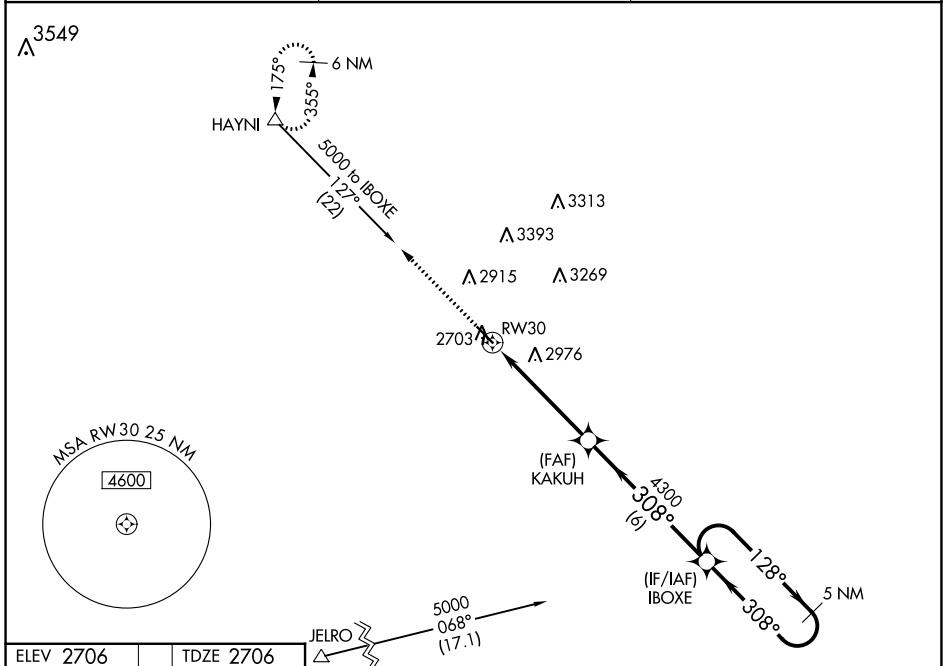 3549
6 NM
175°
355°
HAYNI
5000 to IBOXE
127°
(22)
3313
3393
2915
3269
RW30
2703
2976
MSA RW30 25 NM
4600
(FAF)
KAKUH
4300
308°
(6)
128°
(IF/IAF)
IBOXE
5 NM
308°
5000
068°
(17.1)
JELRO
ELEV 2706
TDZE 2706